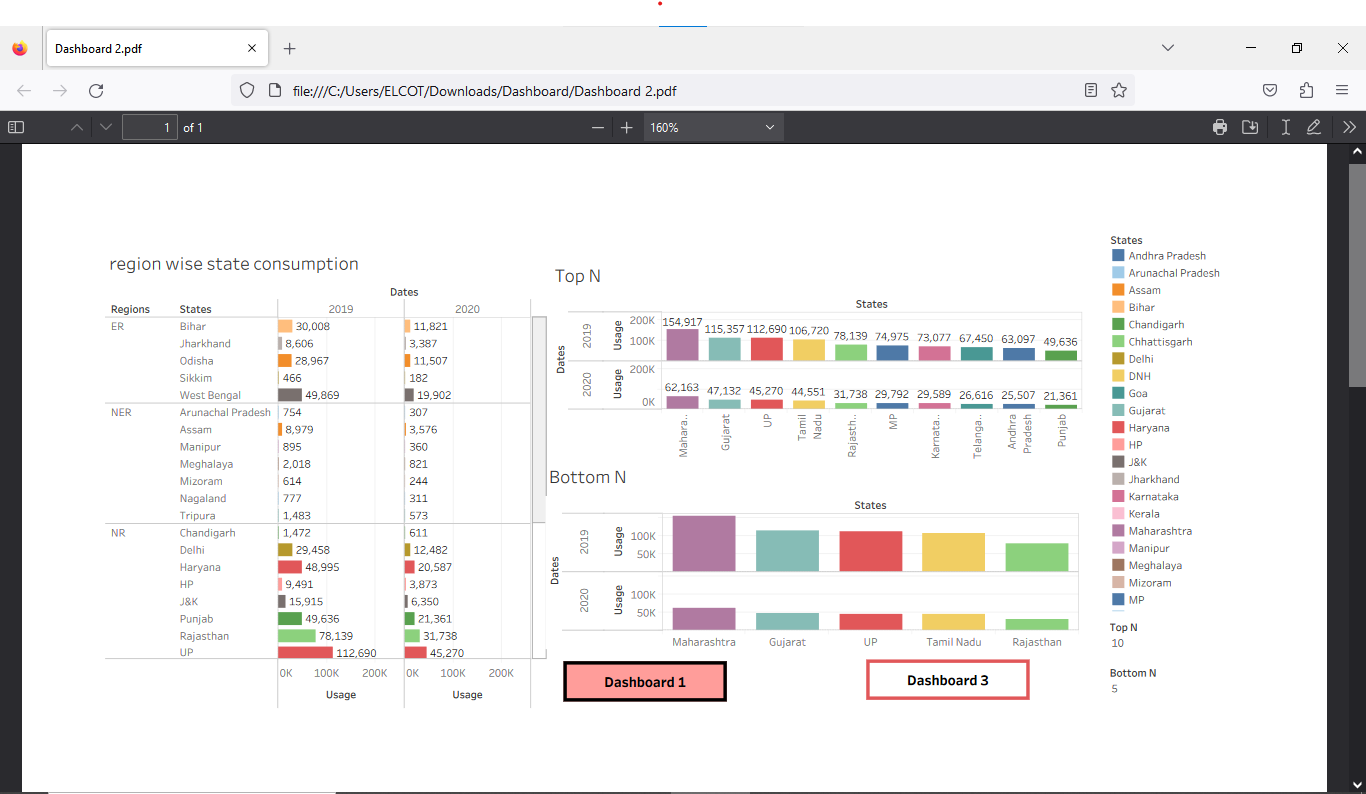 Dashboard 2.pdf
file:///C:/Users/ELCOT/Downloads/Dashboard/Dashboard 2.pdf
1 of 1
160%
region wise state consumption
Dates
Regions States 2019 2020
ER Bihar 30,008 11,821
Jharkhand 8,606 3,387
Odisha 28,967 11,507
Sikkim 466 182
West Bengal 49,869 19,902
NER Arunachal Pradesh 754 307
Assam 8,979 3,576
Manipur 895 360
Meghalaya 2,018 821
Mizoram 614 244
Nagaland 777 311
Tripura 1,483 573
NR Chandigarh 1,472 611
Delhi 29,458 12,482
Haryana 48,995 20,587
HP 9,491 3,873
J&K 15,915 6,350
Punjab 49,636 21,361
Rajasthan 78,139 31,738
UP 112,690 45,270
0K 100K 200K 0K 100K 200K
Usage Usage
Top N
States
Dates
2019
Usage
200K
100K
154,917 115,357 112,690 106,720 78,139 74,975 73,077 67,450 63,097 49,636
2020
Usage
200K
0K
62,163 47,132 45,270 44,551 31,738 29,792 29,589 26,616 25,507 21,361
Mahara..
Gujarat
UP
Tamil
Nadu
Rajasth..
MP
Karnata..
Telanga..
Andhra
Pradesh
Punjab
Bottom N
States
Dates
2019
Usage
100K
50K
2020
Usage
100K
50K
Maharashtra Gujarat UP Tamil Nadu Rajasthan
Dashboard 1
Dashboard 3
States
Andhra Pradesh
Arunachal Pradesh
Assam
Bihar
Chandigarh
Chhattisgarh
Delhi
DNH
Goa
Gujarat
Haryana
HP
J&K
Jharkhand
Karnataka
Kerala
Maharashtra
Manipur
Meghalaya
Mizoram
MP
Top N
10
Bottom N
5